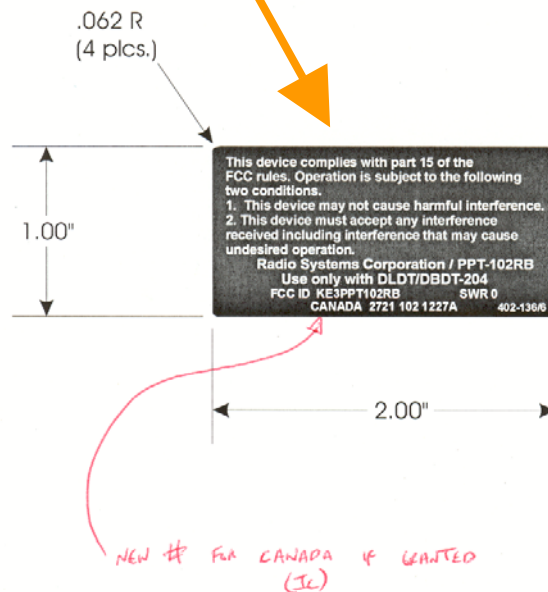 .062 R
(4 plcs.)
This device complies with part 15 of the
FCC rules. Operation is subject to the following
two conditions.
1. This device may not cause harmful interference.
2. This device must accept any interference
received including interference that may cause
undesired operation.
Radio Systems Corporation / PPT-102RB
Use only with DLDT/DBDT-204
FCC ID KE3PPT102RB SWR 0
CANADA 2721 102 1227A 402-136/6
1.00"
2.00"
NEW # FOR CANADA IF GRANTED
(IC)